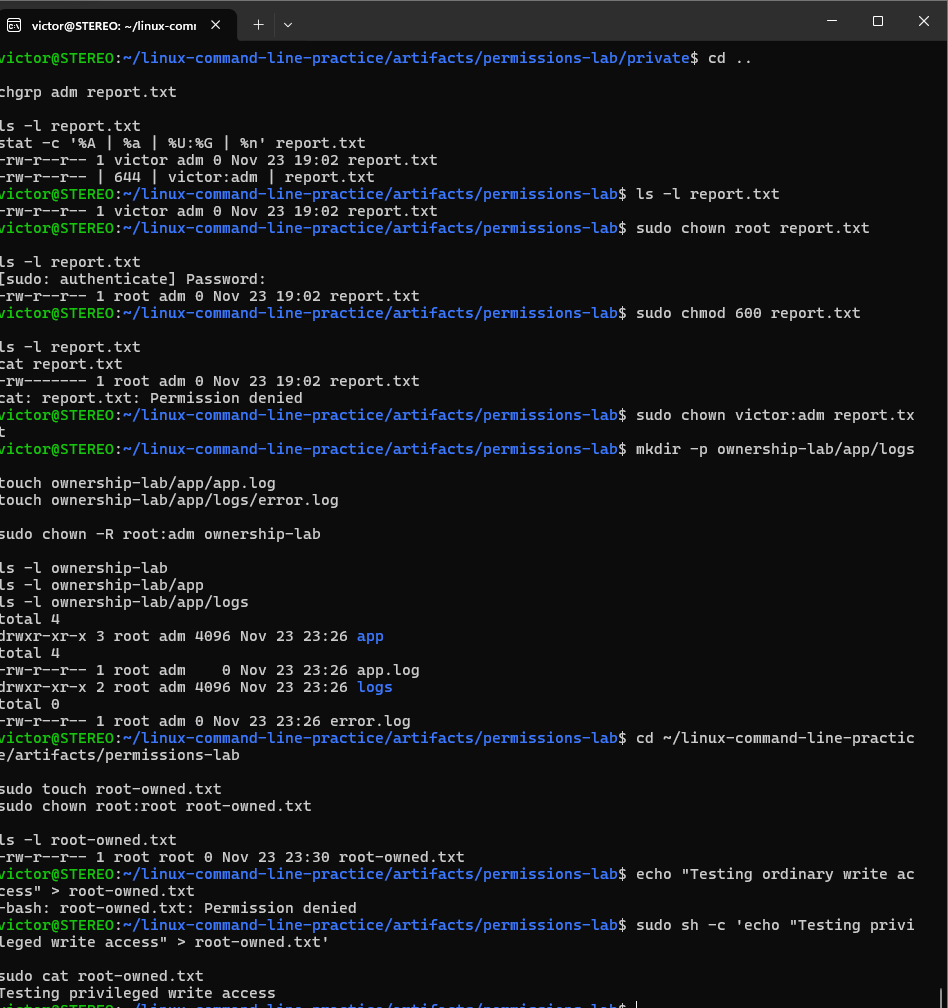 victor@STEREO: ~/linux-comm
victor@STEREO:~/linux-command-line-practice/artifacts/permissions-lab/private$ cd ..
chgrp adm report.txt
ls -l report.txt
stat -c '%A | %a | %U:%G | %n' report.txt
-rw-r--r-- 1 victor adm 0 Nov 23 19:02 report.txt
-rw-r--r-- | 644 | victor:adm | report.txt
victor@STEREO:~/linux-command-line-practice/artifacts/permissions-lab$ ls -l report.txt
-rw-r--r-- 1 victor adm 0 Nov 23 19:02 report.txt
victor@STEREO:~/linux-command-line-practice/artifacts/permissions-lab$ sudo chown root report.txt
ls -l report.txt
[sudo: authenticate] Password:
-rw-r--r-- 1 root adm 0 Nov 23 19:02 report.txt
victor@STEREO:~/linux-command-line-practice/artifacts/permissions-lab$ sudo chmod 600 report.txt
ls -l report.txt
cat report.txt
-rw------- 1 root adm 0 Nov 23 19:02 report.txt
cat: report.txt: Permission denied
victor@STEREO:~/linux-command-line-practice/artifacts/permissions-lab$ sudo chown victor:adm report.tx
t
victor@STEREO:~/linux-command-line-practice/artifacts/permissions-lab$ mkdir -p ownership-lab/app/logs
touch ownership-lab/app/app.log
touch ownership-lab/app/logs/error.log
sudo chown -R root:adm ownership-lab
ls -l ownership-lab
ls -l ownership-lab/app
ls -l ownership-lab/app/logs
total 4
drwxr-xr-x 3 root adm 4096 Nov 23 23:26 app
total 4
-rw-r--r-- 1 root adm    0 Nov 23 23:26 app.log
drwxr-xr-x 2 root adm 4096 Nov 23 23:26 logs
total 0
-rw-r--r-- 1 root adm 0 Nov 23 23:26 error.log
victor@STEREO:~/linux-command-line-practice/artifacts/permissions-lab$ cd ~/linux-command-line-practic
e/artifacts/permissions-lab
sudo touch root-owned.txt
sudo chown root:root root-owned.txt
ls -l root-owned.txt
-rw-r--r-- 1 root root 0 Nov 23 23:30 root-owned.txt
victor@STEREO:~/linux-command-line-practice/artifacts/permissions-lab$ echo "Testing ordinary write ac
cess" > root-owned.txt
-bash: root-owned.txt: Permission denied
victor@STEREO:~/linux-command-line-practice/artifacts/permissions-lab$ sudo sh -c 'echo "Testing privi
leged write access" > root-owned.txt'
sudo cat root-owned.txt
Testing privileged write access
victor@STEREO:~/linux-command-line-practice/artifacts/permissions-lab$